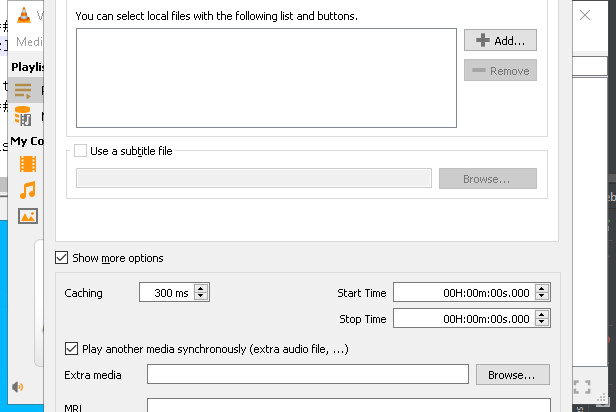 You can select local files with the following list and buttons.
Add...
Remove
Use a subtitle file
Browse...
Show more options
Caching
300 ms
Start Time
00H:00m:00s.000
Stop Time
00H:00m:00s.000
Play another media synchronously (extra audio file, ...)
Extra media
Browse...
MRL
Medi
Playlis
My Co